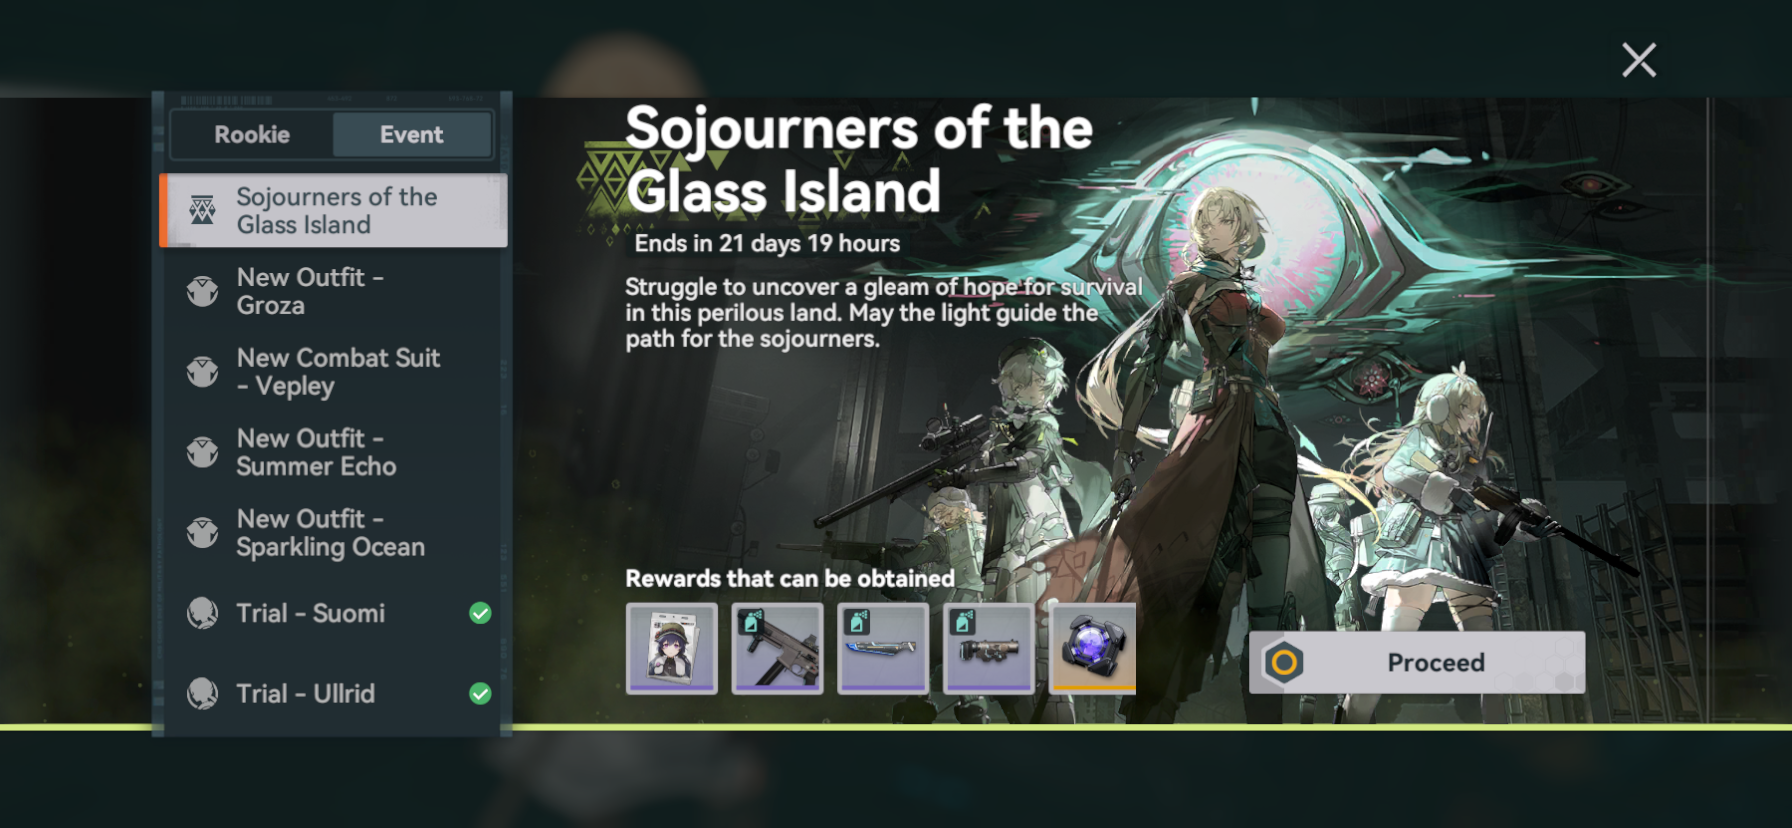 Rookie
Event
Sojourners of the
Glass Island
New Outfit -
Groza
New Combat Suit
- Vepley
New Outfit -
Summer Echo
New Outfit -
Sparkling Ocean
Trial - Suomi
Trial - Ullrid
Sojourners of the
Glass Island
Ends in 21 days 19 hours
Struggle to uncover a gleam of hope for survival
in this perilous land. May the light guide the
path for the sojourners.
Rewards that can be obtained
Proceed